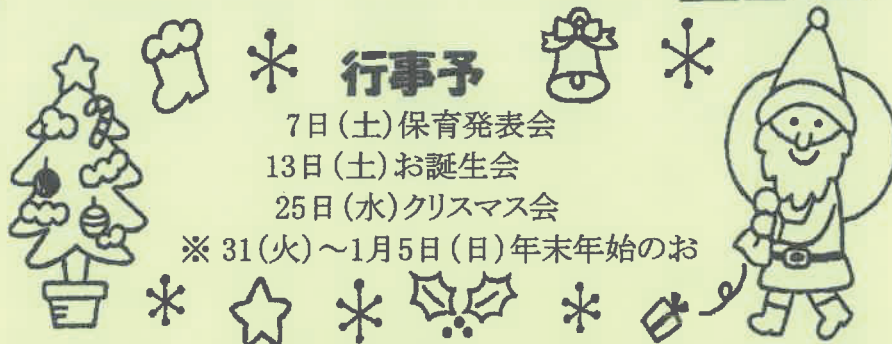 行事予
7日(土)保育発表会
13日(土)お誕生会
25日(水)クリスマス会
※ 31(火)～1月5日(日)年末年始のお